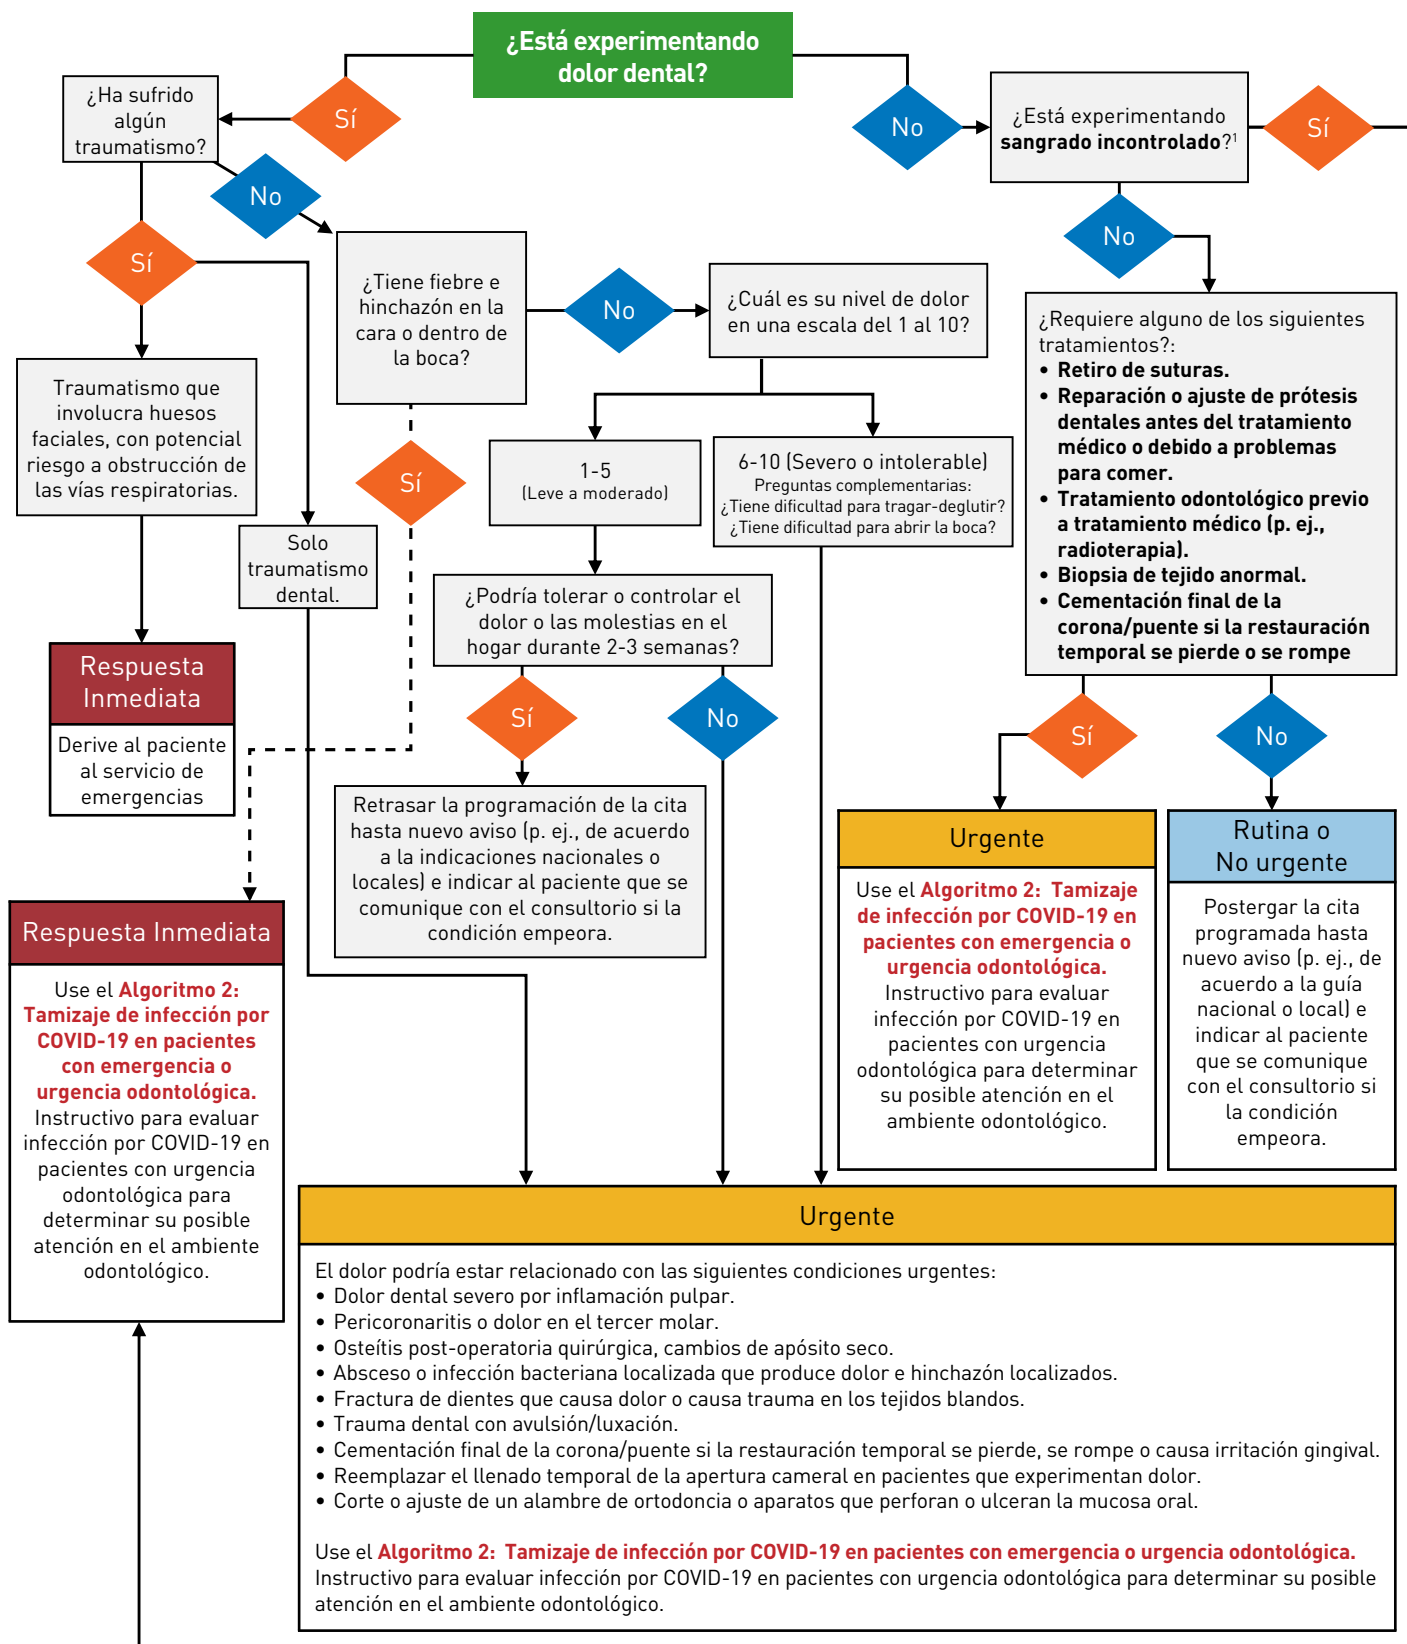 ¿Está experimentando
dolor dental?
¿Ha sufrido
algún
traumatismo?
Sí
No
¿Está experimentando
sangrado incontrolado?¹
Sí
No
Sí
No
¿Tiene fiebre e
hinchazón en la
cara o dentro de
la boca?
No
¿Cuál es su nivel de dolor
en una escala del 1 al 10?
¿Requiere alguno de los siguientes
tratamientos?:
• Retiro de suturas.
• Reparación o ajuste de prótesis
dentales antes del tratamiento
médico o debido a problemas
para comer.
• Tratamiento odontológico previo
a tratamiento médico (p. ej.,
radioterapia).
• Biopsia de tejido anormal.
• Cementación final de la
corona/puente si la restauración
temporal se pierde o se rompe
Traumatismo que
involucra huesos
faciales, con potencial
riesgo a obstrucción de
las vías respiratorias.
Sí
1-5
(Leve a moderado)
6-10 (Severo o intolerable)
Preguntas complementarias:
¿Tiene dificultad para tragar-deglutir?
¿Tiene dificultad para abrir la boca?
Solo
traumatismo
dental.
¿Podría tolerar o controlar el
dolor o las molestias en el
hogar durante 2-3 semanas?
Respuesta
Inmediata
Derive al paciente
al servicio de
emergencias
Sí
No
Sí
No
Retrasar la programación de la cita
hasta nuevo aviso (p. ej., de acuerdo
a la indicaciones nacionales o
locales) e indicar al paciente que se
comunique con el consultorio si la
condición empeora.
Urgente
Use el Algoritmo 2: Tamizaje
de infección por COVID-19 en
pacientes con emergencia o
urgencia odontológica.
Instructivo para evaluar
infección por COVID-19 en
pacientes con urgencia
odontológica para determinar
su posible atención en el
ambiente odontológico.
Rutina o
No urgente
Postergar la cita
programada hasta
nuevo aviso (p. ej., de
acuerdo a la guía
nacional o local) e
indicar al paciente
que se comunique
con el consultorio si
la condición
empeora.
Respuesta Inmediata
Use el Algoritmo 2:
Tamizaje de infección por
COVID-19 en pacientes
con emergencia o
urgencia odontológica.
Instructivo para evaluar
infección por COVID-19 en
pacientes con urgencia
odontológica para
determinar su posible
atención en el ambiente
odontológico.
Urgente
El dolor podría estar relacionado con las siguientes condiciones urgentes:
• Dolor dental severo por inflamación pulpar.
• Pericoronaritis o dolor en el tercer molar.
• Osteítis post-operatoria quirúrgica, cambios de apósito seco.
• Absceso o infección bacteriana localizada que produce dolor e hinchazón localizados.
• Fractura de dientes que causa dolor o causa trauma en los tejidos blandos.
• Trauma dental con avulsión/luxación.
• Cementación final de la corona/puente si la restauración temporal se pierde, se rompe o causa irritación gingival.
• Reemplazar el llenado temporal de la apertura cameral en pacientes que experimentan dolor.
• Corte o ajuste de un alambre de ortodoncia o aparatos que perforan o ulceran la mucosa oral.
Use el Algoritmo 2: Tamizaje de infección por COVID-19 en pacientes con emergencia o urgencia odontológica.
Instructivo para evaluar infección por COVID-19 en pacientes con urgencia odontológica para determinar su posible
atención en el ambiente odontológico.